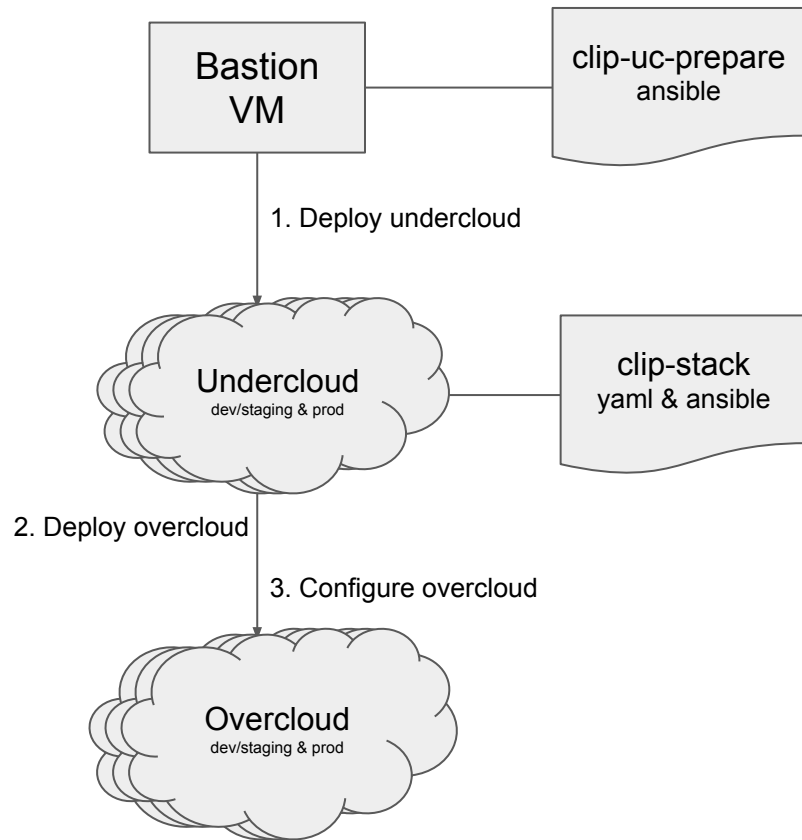 Bastion
VM
clip-uc-prepare
ansible
1. Deploy undercloud
Undercloud
dev/staging & prod
clip-stack
yaml & ansible
2. Deploy overcloud
3. Configure overcloud
Overcloud
dev/staging & prod